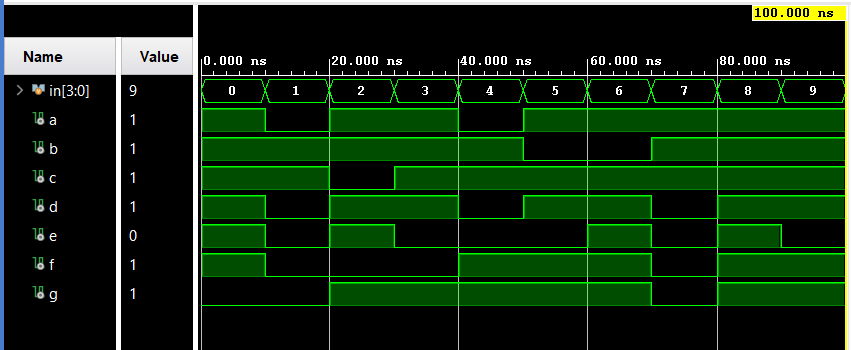 100.000 ns
Name Value
0.000 ns 20.000 ns 40.000 ns 60.000 ns 80.000 ns
in[3:0] 9 0 1 2 3 4 5 6 7 8 9
a 1
b 1
c 1
d 1
e 0
f 1
g 1